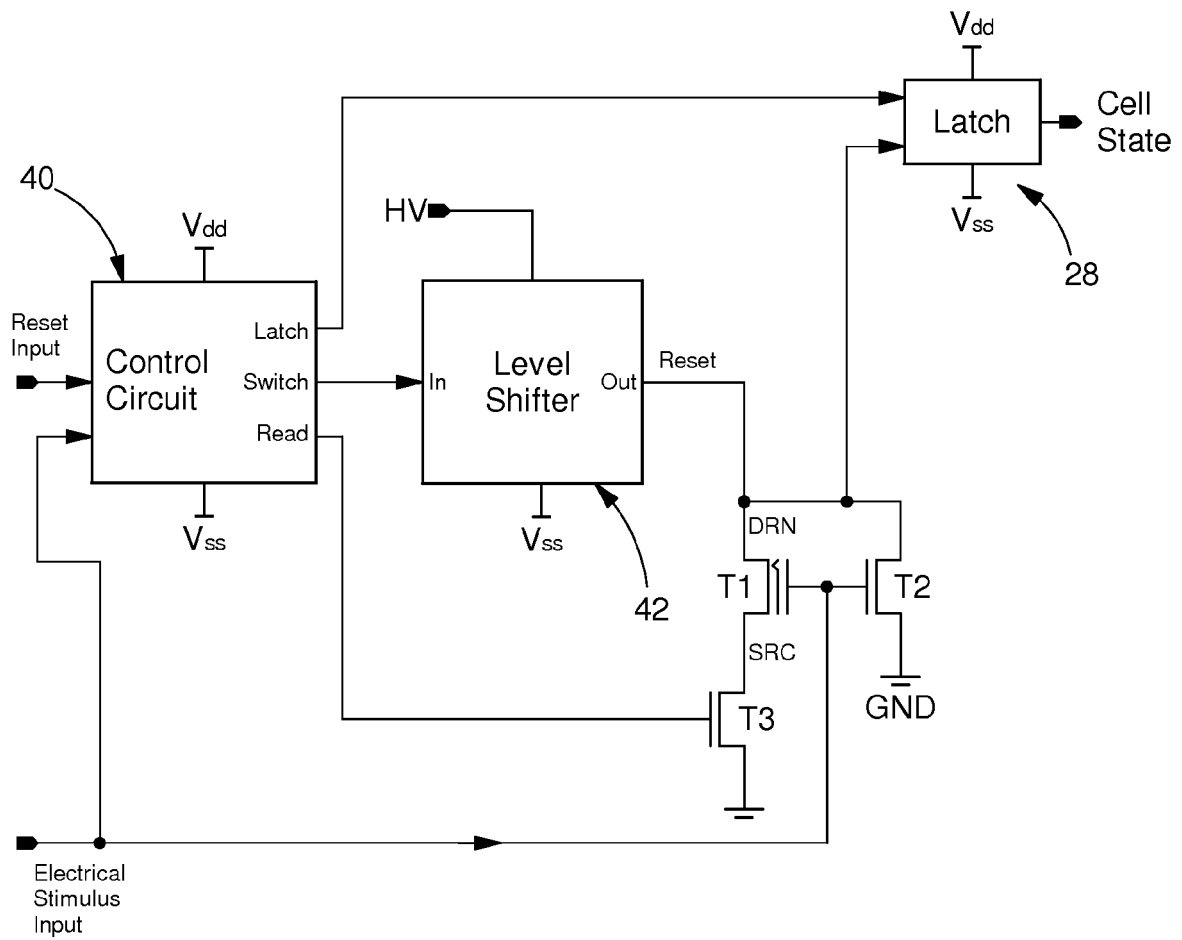 Vdd
Latch
Cell
State
Vss
28
40
Vdd
HV
Reset
Input
Control
Circuit
Latch
Switch
Read
Vss
In
Level
Shifter
Out
Reset
Vss
42
DRN
T1
T2
SRC
GND
T3
Electrical
Stimulus
Input